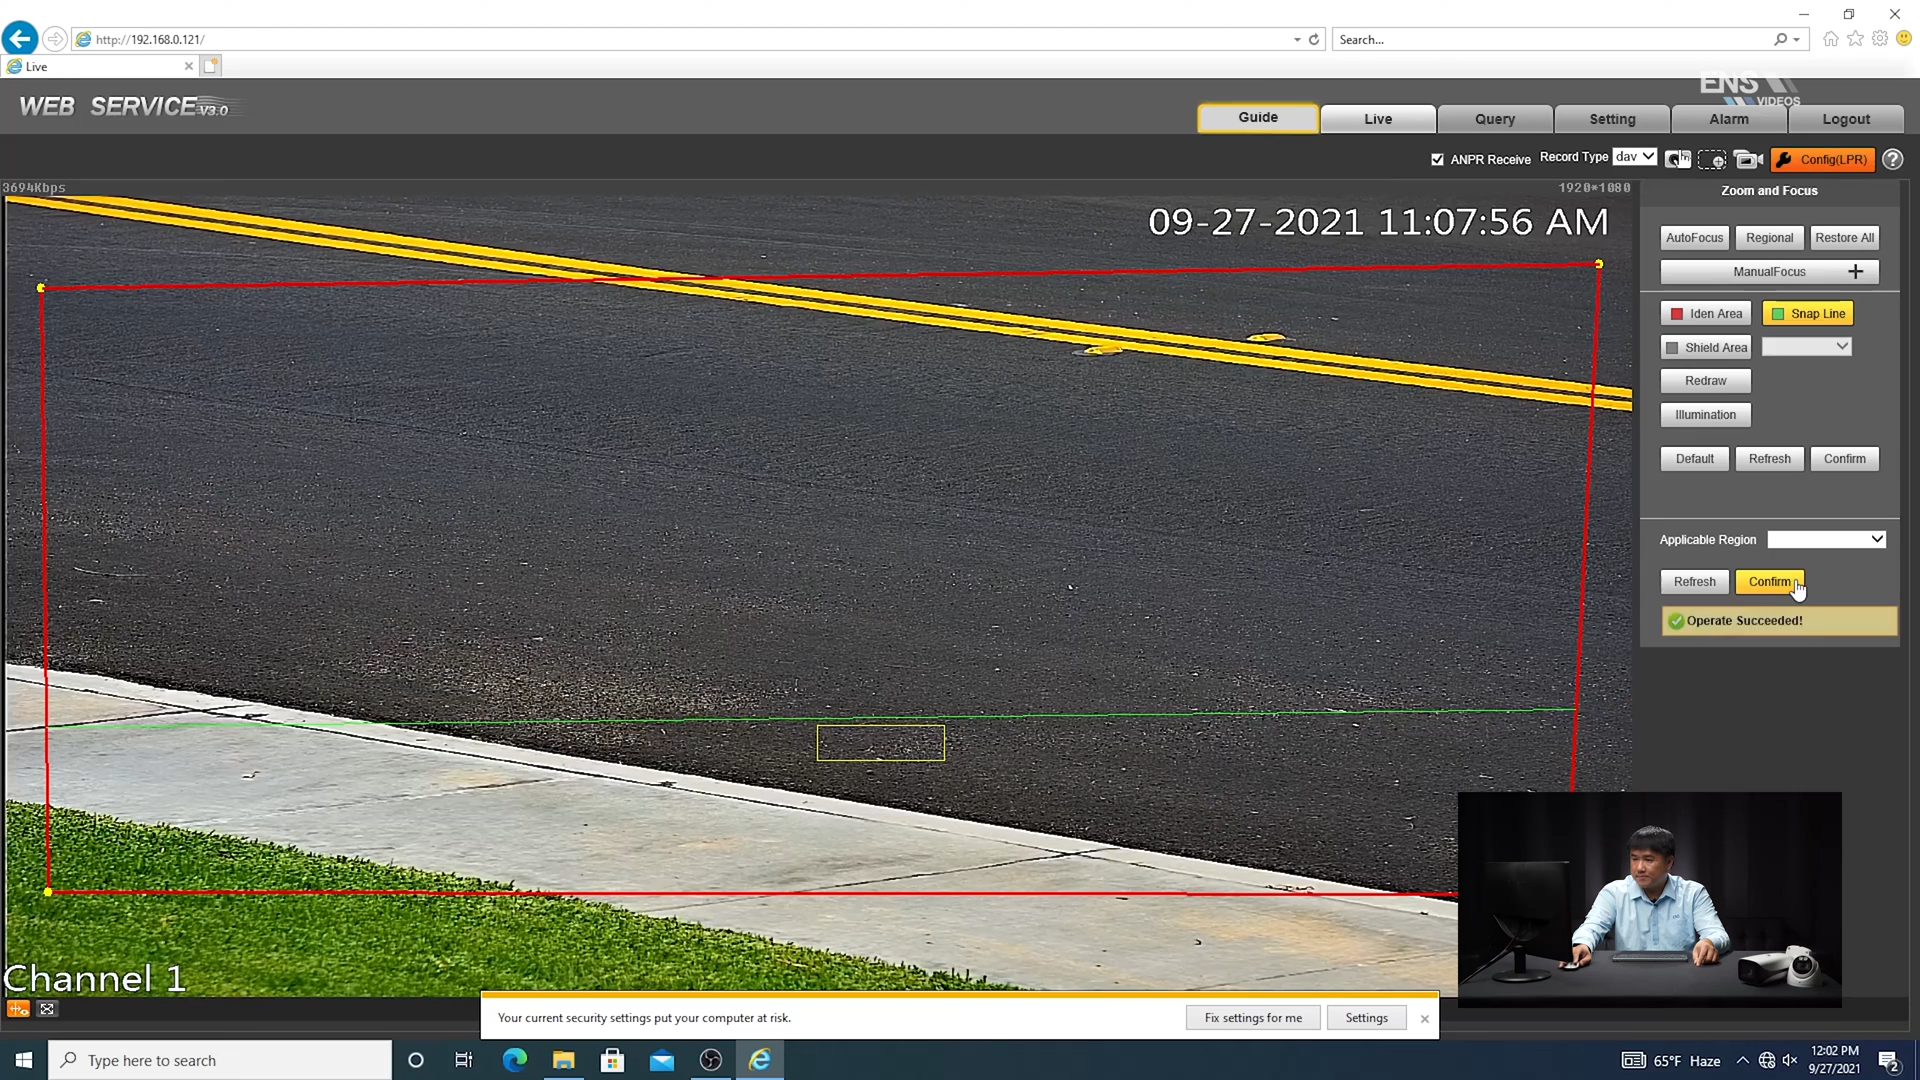 http://192.168.0.121/
Search...
Live
WEB SERVICE V3.0
ENS
VIDEOS
Guide
Live
Query
Setting
Alarm
Logout
ANPR Receive
Record Type
dav
Config(LPR)
3694Kbps
1920*1080
Zoom and Focus
09-27-2021 11:07:56 AM
AutoFocus
Regional
Restore All
ManualFocus
Iden Area
Snap Line
Shield Area
Redraw
Illumination
Default
Refresh
Confirm
Applicable Region
Refresh
Confirm
Operate Succeeded!
Channel 1
Your current security settings put your computer at risk.
Fix settings for me
Settings
Type here to search
65°F Haze
12:02 PM
9/27/2021
2